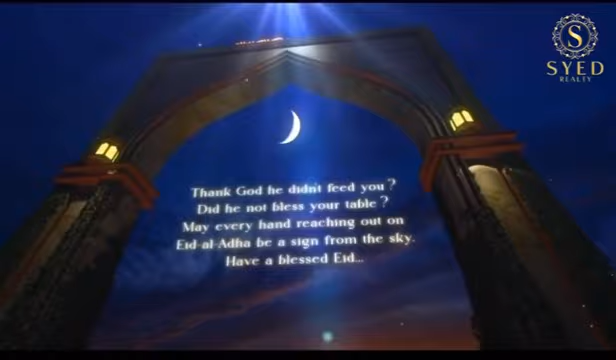 SYED
REALTY
Thank God he didn't feed you?
Did he not bless your table?
May every hand reaching out on
Eid-al-Adha be a sign from the sky.
Have a blessed Eid...